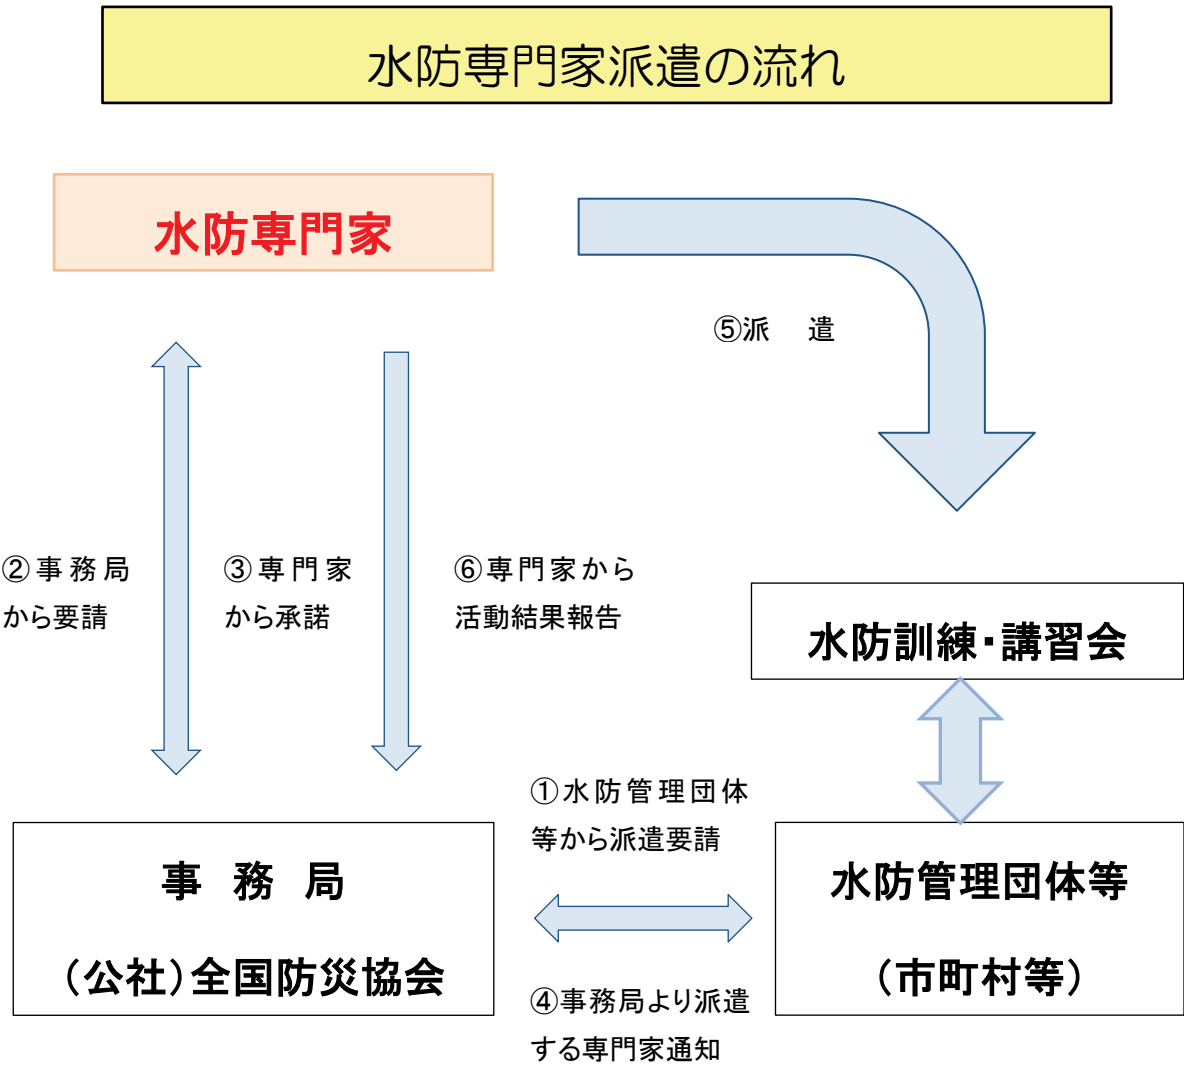 水防専門家派遣の流れ
水防専門家
⑤派　遣
②事務局
から要請
③専門家
から承諾
⑥専門家から
活動結果報告
水防訓練・講習会
①水防管理団体
等から派遣要請
事　務　局
（公社）全国防災協会
水防管理団体等
（市町村等）
④事務局より派遣
する専門家通知